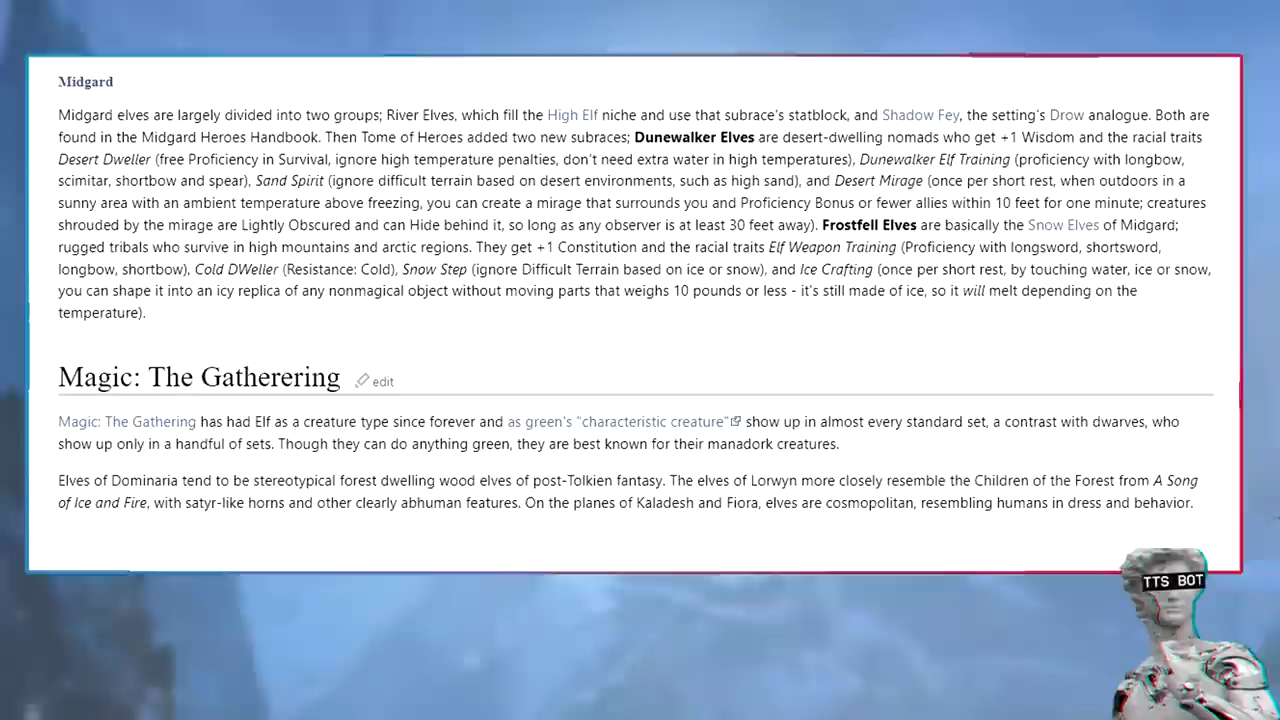 Midgard
Midgard elves are largely divided into two groups; River Elves, which fill the High Elf niche and use that subrace's statblock, and Shadow Fey, the setting's Drow analogue. Both are
found in the Midgard Heroes Handbook. Then Tome of Heroes added two new subraces; Dunewalker Elves are desert-dwelling nomads who get +1 Wisdom and the racial traits
Desert Dweller (free Proficiency in Survival, ignore high temperature penalties, don't need extra water in high temperatures), Dunewalker Elf Training (proficiency with longbow,
scimitar, shortbow and spear), Sand Spirit (ignore difficult terrain based on desert environments, such as high sand), and Desert Mirage (once per short rest, when outdoors in a
sunny area with an ambient temperature above freezing, you can create a mirage that surrounds you and Proficiency Bonus or fewer allies within 10 feet for one minute; creatures
shrouded by the mirage are Lightly Obscured and can Hide behind it, so long as any observer is at least 30 feet away). Frostfell Elves are basically the Snow Elves of Midgard;
rugged tribals who survive in high mountains and arctic regions. They get +1 Constitution and the racial traits Elf Weapon Training (Proficiency with longsword, shortsword,
longbow, shortbow), Cold DWeller (Resistance: Cold), Snow Step (ignore Difficult Terrain based on ice or snow), and Ice Crafting (once per short rest, by touching water, ice or snow,
you can shape it into an icy replica of any nonmagical object without moving parts that weighs 10 pounds or less - it's still made of ice, so it will melt depending on the
temperature).
Magic: The Gatherering edit
Magic: The Gathering has had Elf as a creature type since forever and as green's "characteristic creature" show up in almost every standard set, a contrast with dwarves, who
show up only in a handful of sets. Though they can do anything green, they are best known for their manadork creatures.
Elves of Dominaria tend to be stereotypical forest dwelling wood elves of post-Tolkien fantasy. The elves of Lorwyn more closely resemble the Children of the Forest from A Song
of Ice and Fire, with satyr-like horns and other clearly abhuman features. On the planes of Kaladesh and Fiora, elves are cosmopolitan, resembling humans in dress and behavior.
TTS BOT